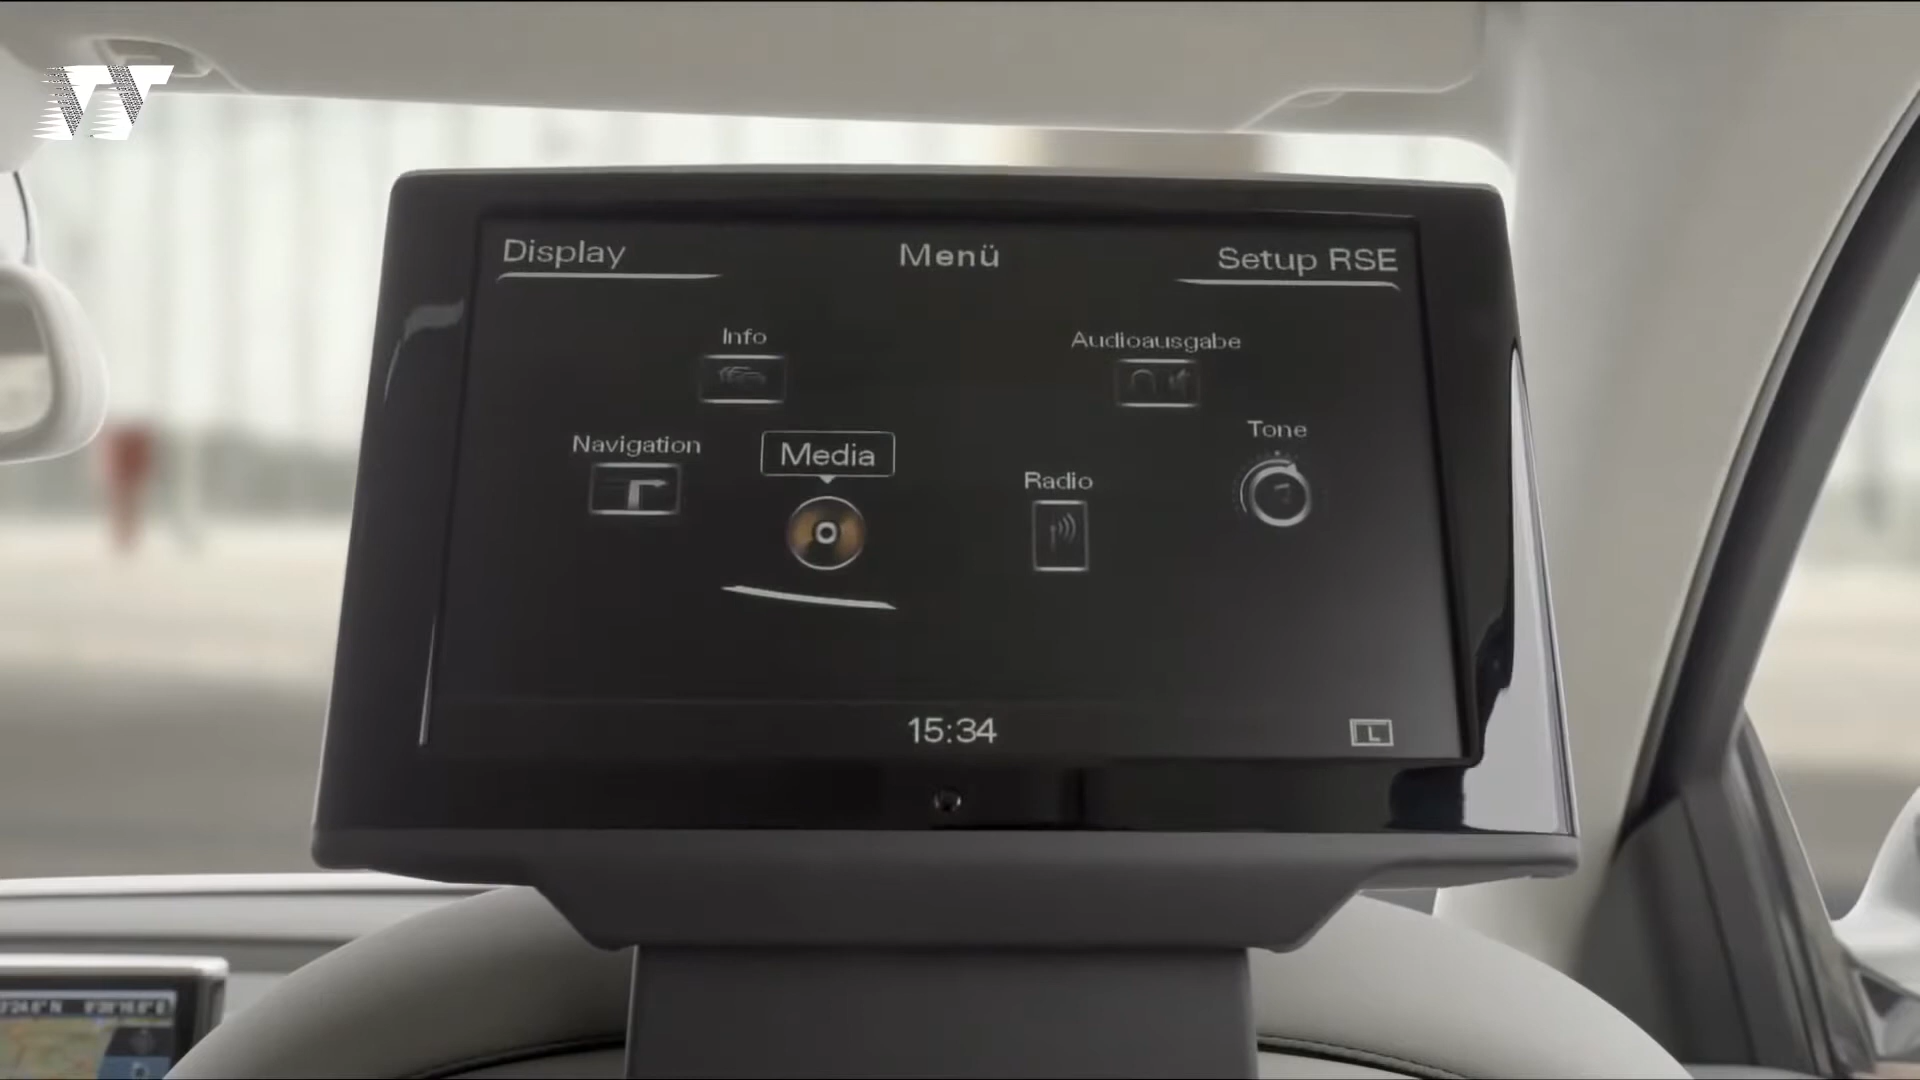 Display Menü Setup RSE
Info Audioausgabe
Navigation Media Radio Tone
15:34 L